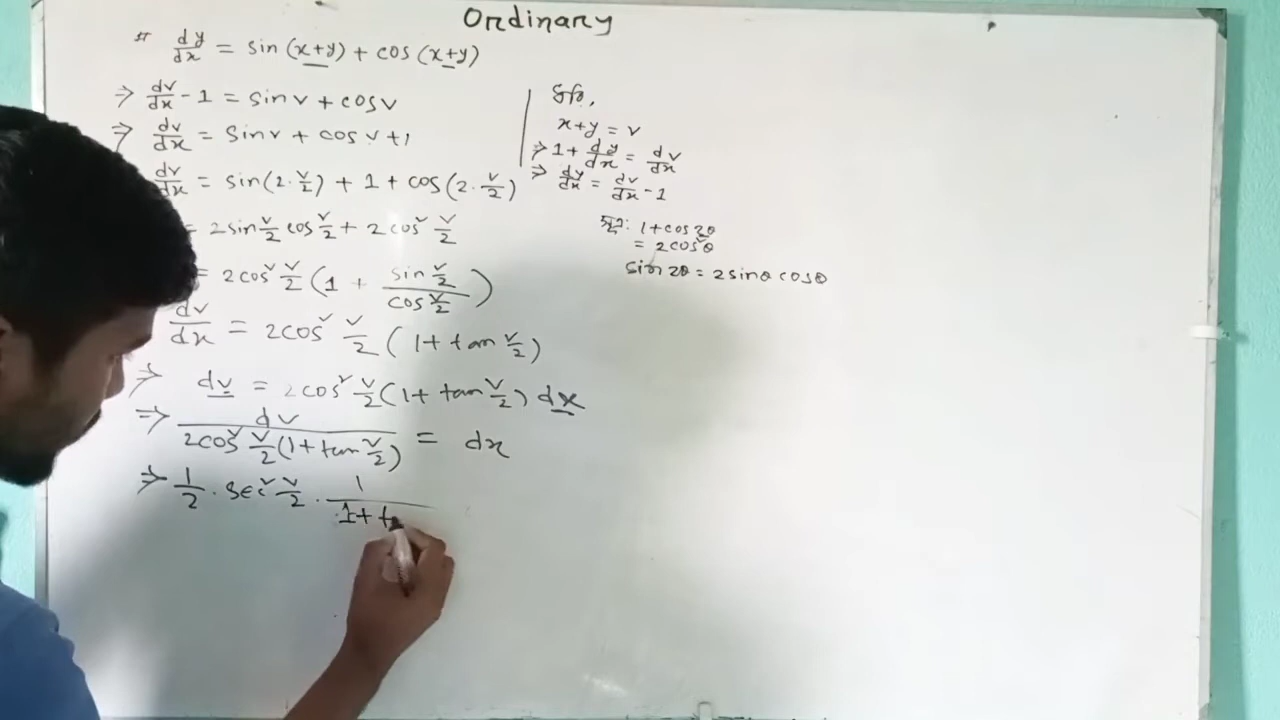 Ordinary
# dy/dx = sin (x+y) + cos (x+y)
⇒ dv/dx - 1 = sin v + cos v
⇒ dv/dx = sin v + cos v + 1
dv/dx = sin(2·v/2) + 1 + cos(2·v/2)
= 2sin v/2 cos v/2 + 2cos² v/2
= 2cos² v/2 (1 + sin v/2 / cos v/2)
dv/dx = 2cos² v/2 (1 + tan v/2)
⇒ dv = 2cos² v/2 (1 + tan v/2) dx
⇒ dv / 2cos² v/2 (1 + tan v/2) = dx
⇒ 1/2 · sec² v/2 · 1 / 1 + t
ধরি,
x+y = v
⇒ 1 + dy/dx = dv/dx
⇒ dy/dx = dv/dx - 1
সূত্র: 1+cos 2θ
= 2cos²θ
sin 2θ = 2 sinθ cosθ